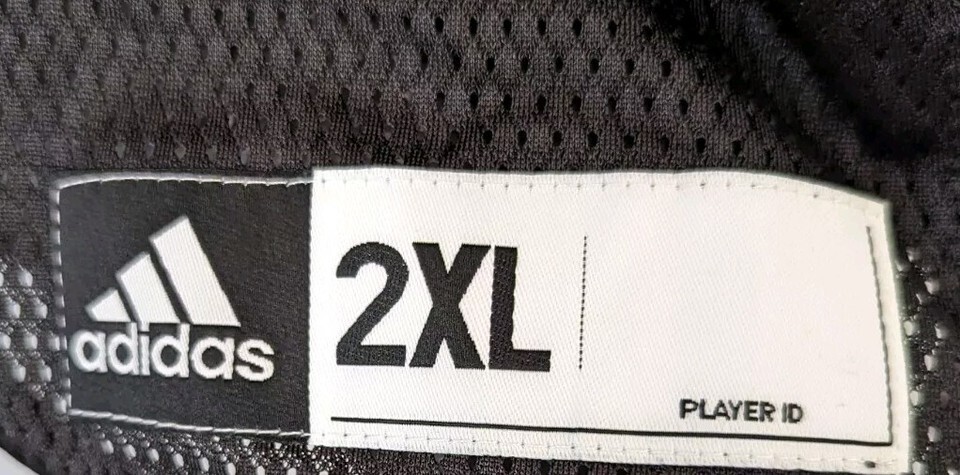 adidas
2XL
PLAYER ID